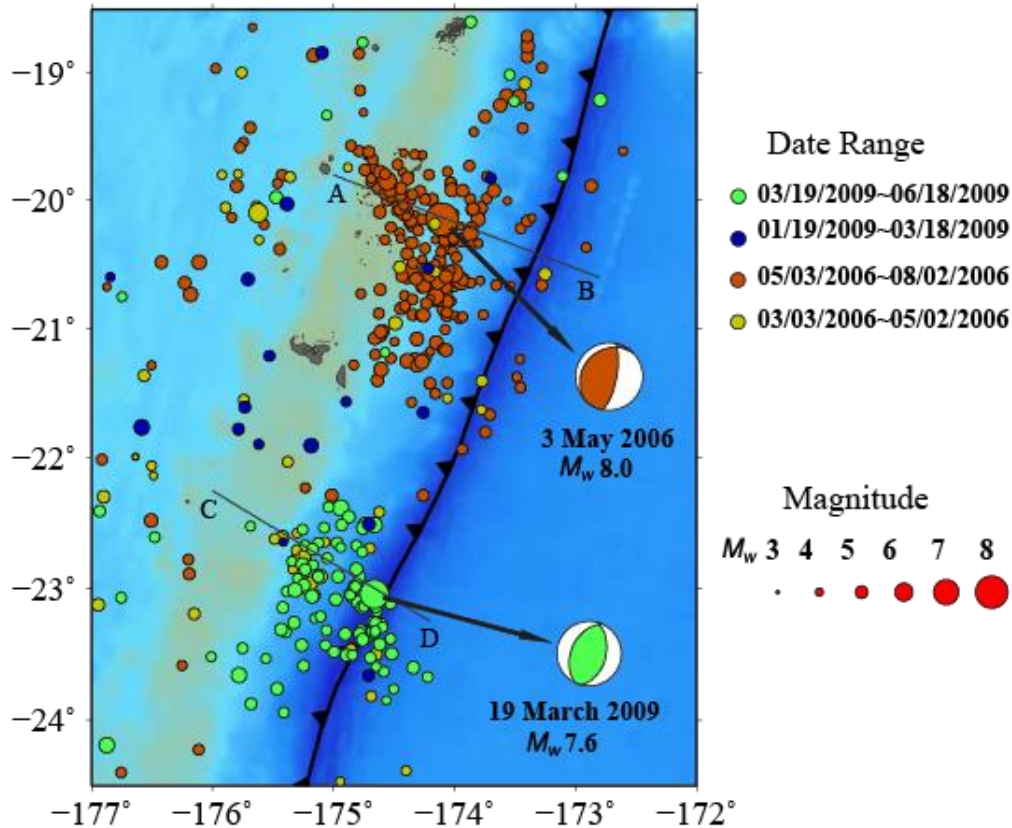 −19°
−20°
−21°
−22°
−23°
−24°
−177°
−176°
−175°
−174°
−173°
−172°
A
B
C
D
3 May 2006
Mw 8.0
19 March 2009
Mw 7.6
Date Range
03/19/2009~06/18/2009
01/19/2009~03/18/2009
05/03/2006~08/02/2006
03/03/2006~05/02/2006
Magnitude
Mw 3 4 5 6 7 8